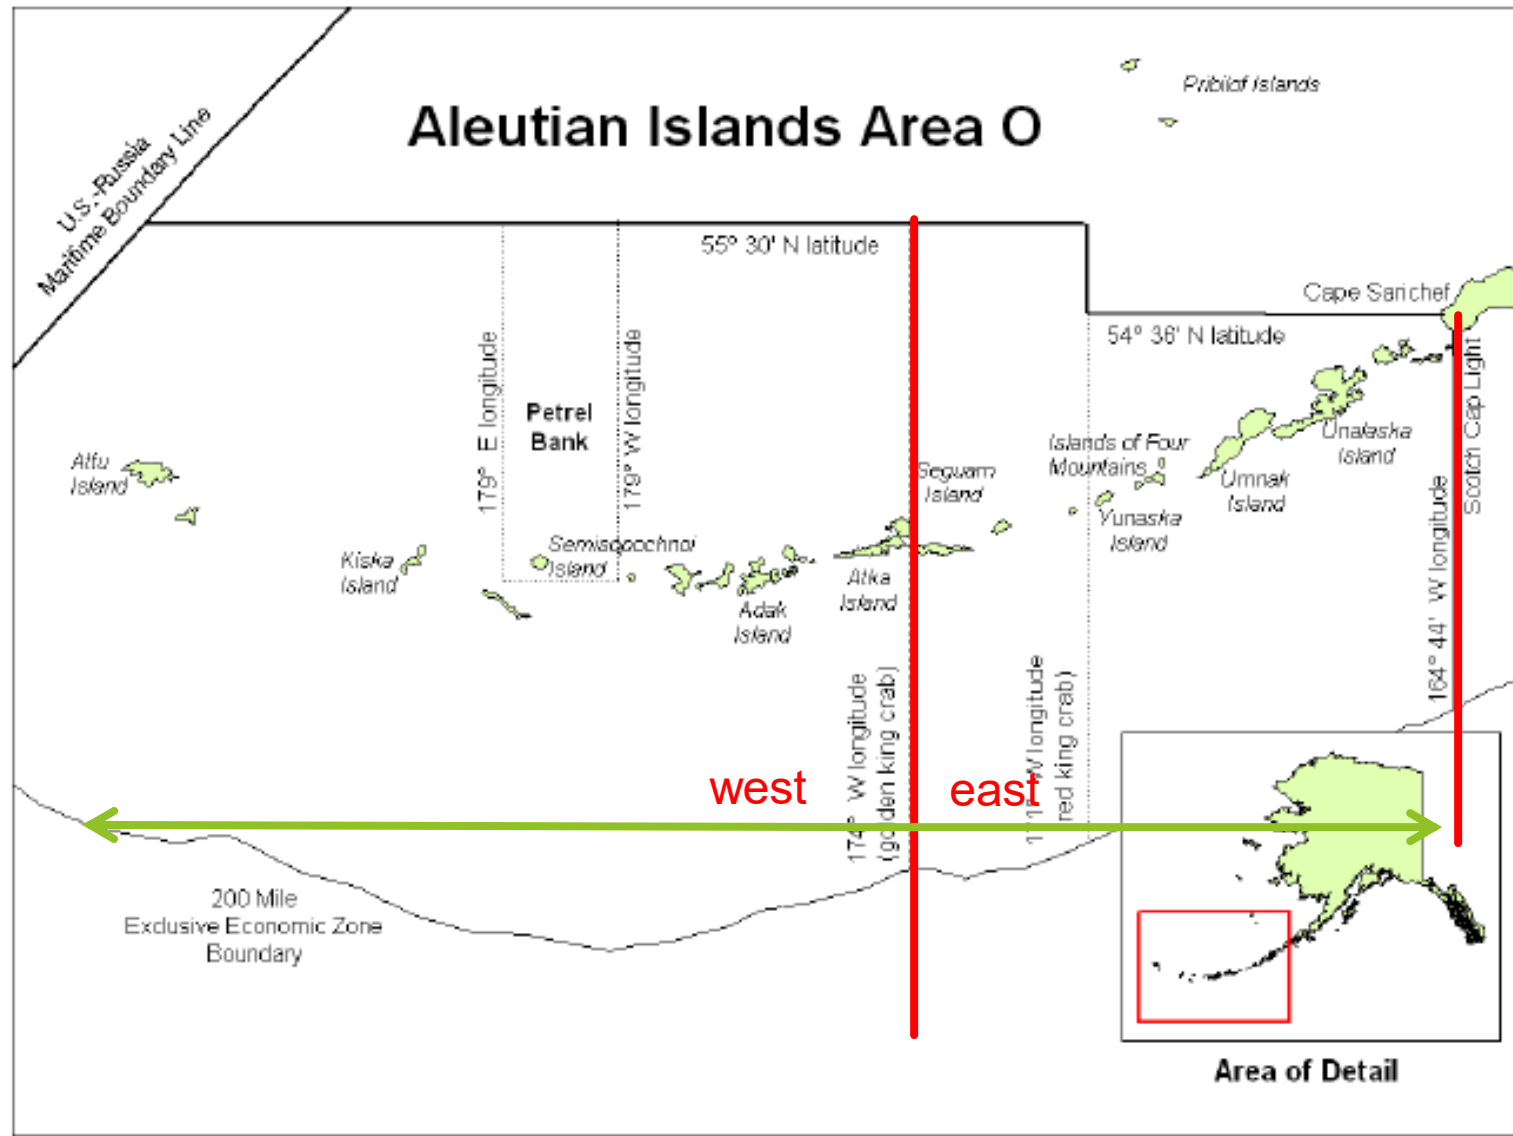 Pribilof Islands
Aleutian Islands Area O
U.S.-Russia
Maritime Boundary Line
55° 30' N latitude
Cape Sarichef
54° 36' N latitude
179° E longitude
Petrel
Bank
179° W longitude
Scotch Cap Light
Unalaska
Island
Islands of Four
Mountains
Umnak
Island
Seguam
Island
Yunaska
Island
Attu
Island
Kiska
Island
Semisopochnoi
Island
Adak
Island
Atka
Island
164° 44' W longitude
174° W longitude
(golden king crab)
W longitude
red king crab)
west
east
200 Mile
Exclusive Economic Zone
Boundary
Area of Detail